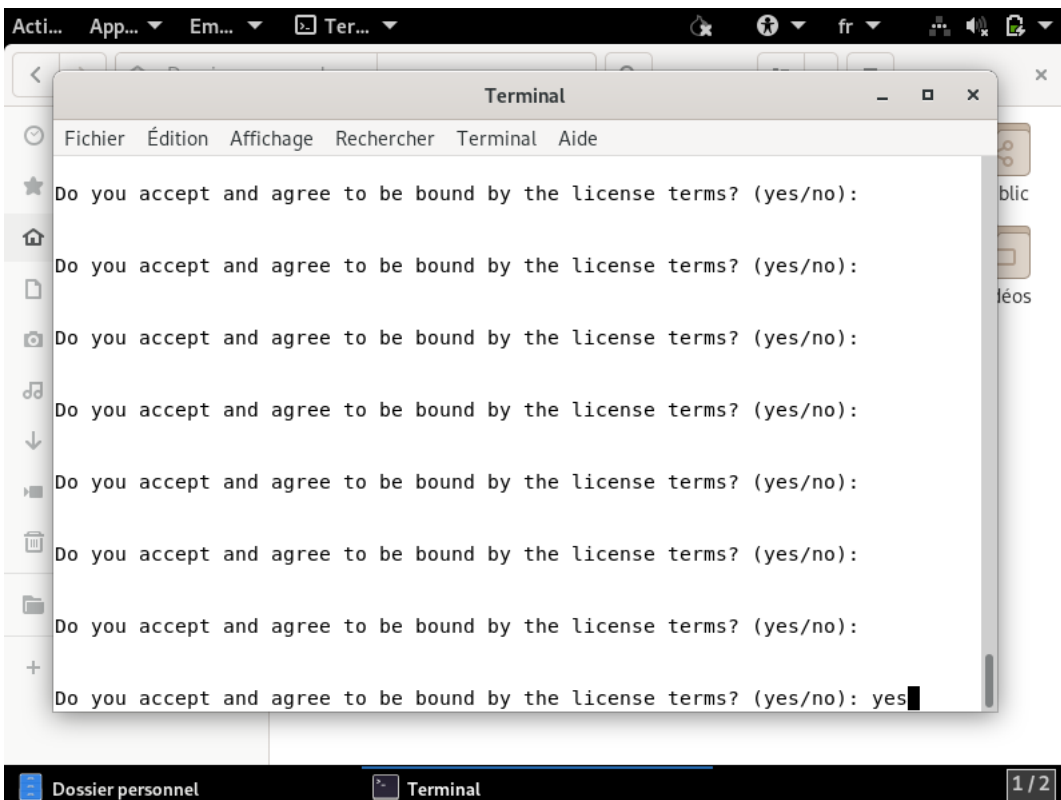 Acti... App... Em... Ter... fr
Terminal
Fichier Édition Affichage Rechercher Terminal Aide
Do you accept and agree to be bound by the license terms? (yes/no):
blic
Do you accept and agree to be bound by the license terms? (yes/no):
léos
Do you accept and agree to be bound by the license terms? (yes/no):
Do you accept and agree to be bound by the license terms? (yes/no):
Do you accept and agree to be bound by the license terms? (yes/no):
Do you accept and agree to be bound by the license terms? (yes/no):
Do you accept and agree to be bound by the license terms? (yes/no):
Do you accept and agree to be bound by the license terms? (yes/no): yes
Dossier personnel Terminal 1/2